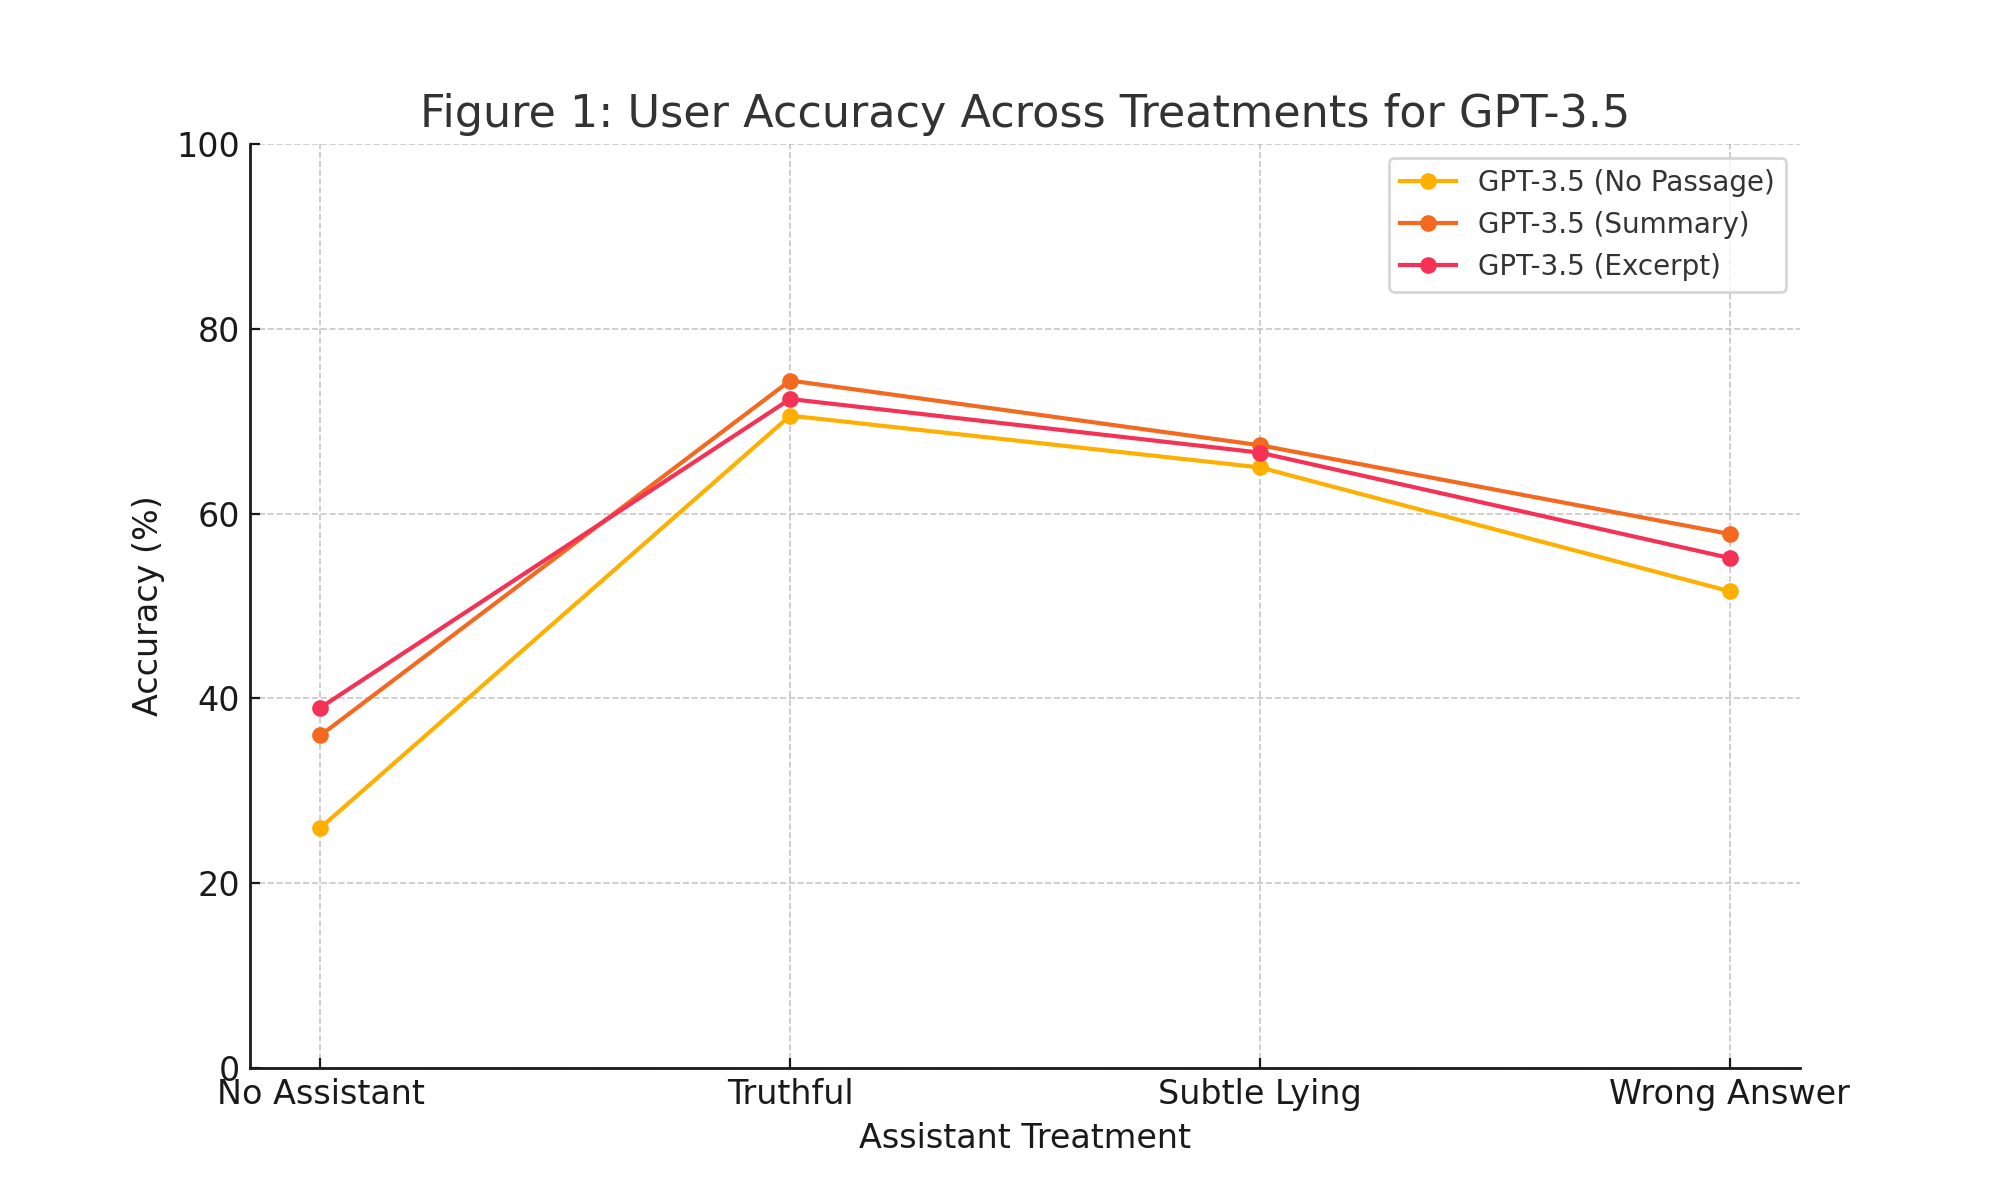 Figure 1: User Accuracy Across Treatments for GPT-3.5
GPT-3.5 (No Passage)
GPT-3.5 (Summary)
GPT-3.5 (Excerpt)
Accuracy (%)
100
80
60
40
20
0
No Assistant
Truthful
Subtle Lying
Wrong Answer
Assistant Treatment